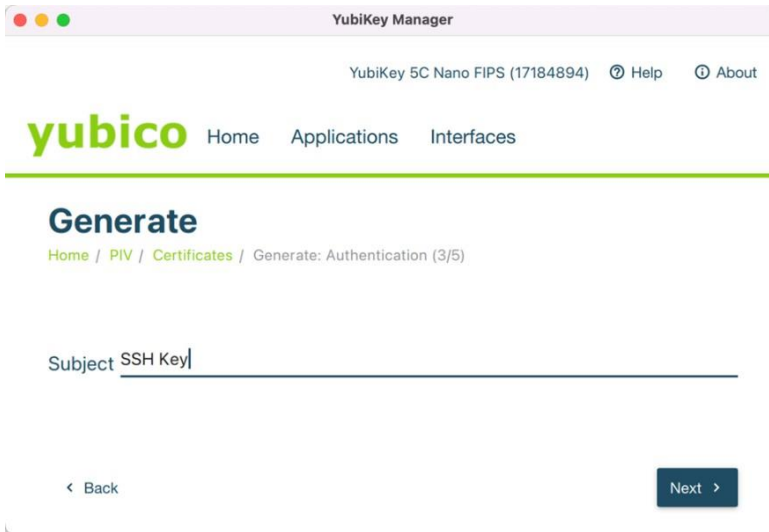 YubiKey Manager
YubiKey 5C Nano FIPS (17184894) Help About
yubico Home Applications Interfaces
Generate
Home / PIV / Certificates / Generate: Authentication (3/5)
Subject SSH Key
Back Next